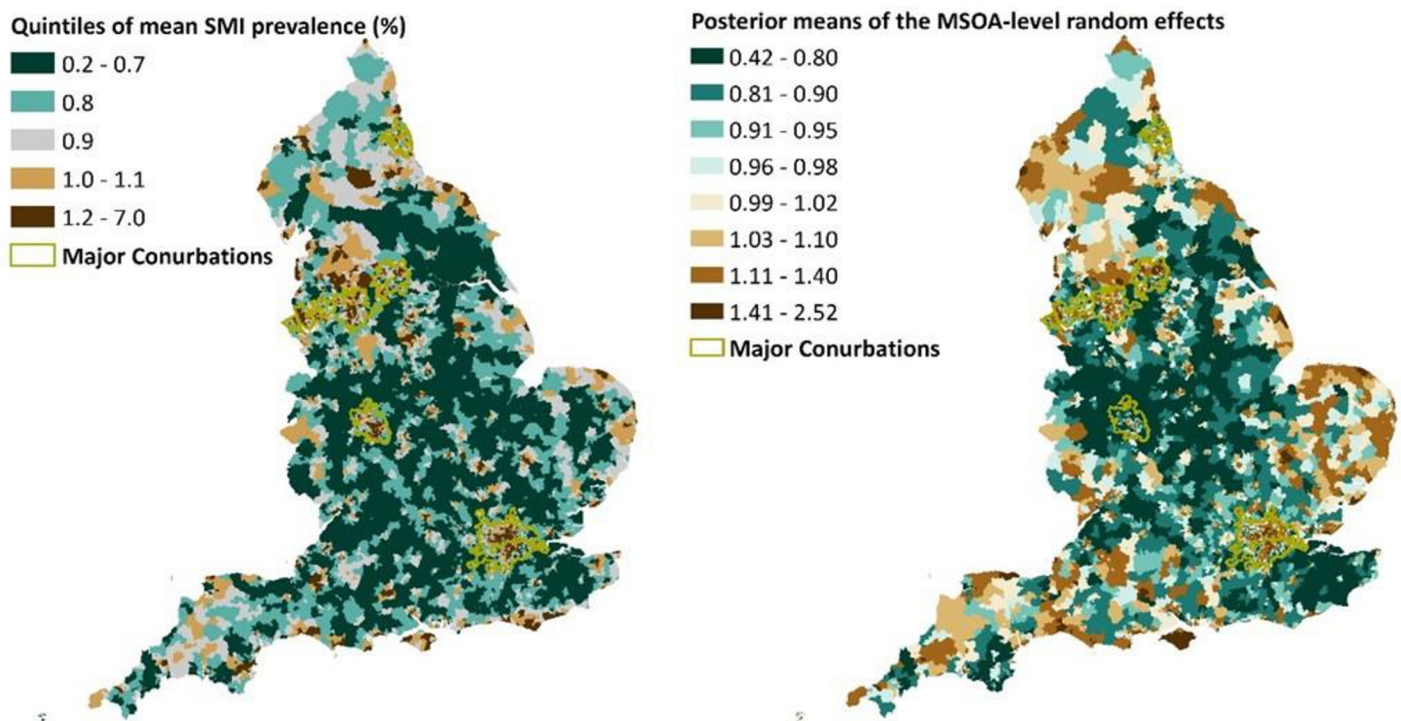 Quintiles of mean SMI prevalence (%)
0.2 - 0.7
0.8
0.9
1.0 - 1.1
1.2 - 7.0
Major Conurbations
Posterior means of the MSOA-level random effects
0.42 - 0.80
0.81 - 0.90
0.91 - 0.95
0.96 - 0.98
0.99 - 1.02
1.03 - 1.10
1.11 - 1.40
1.41 - 2.52
Major Conurbations